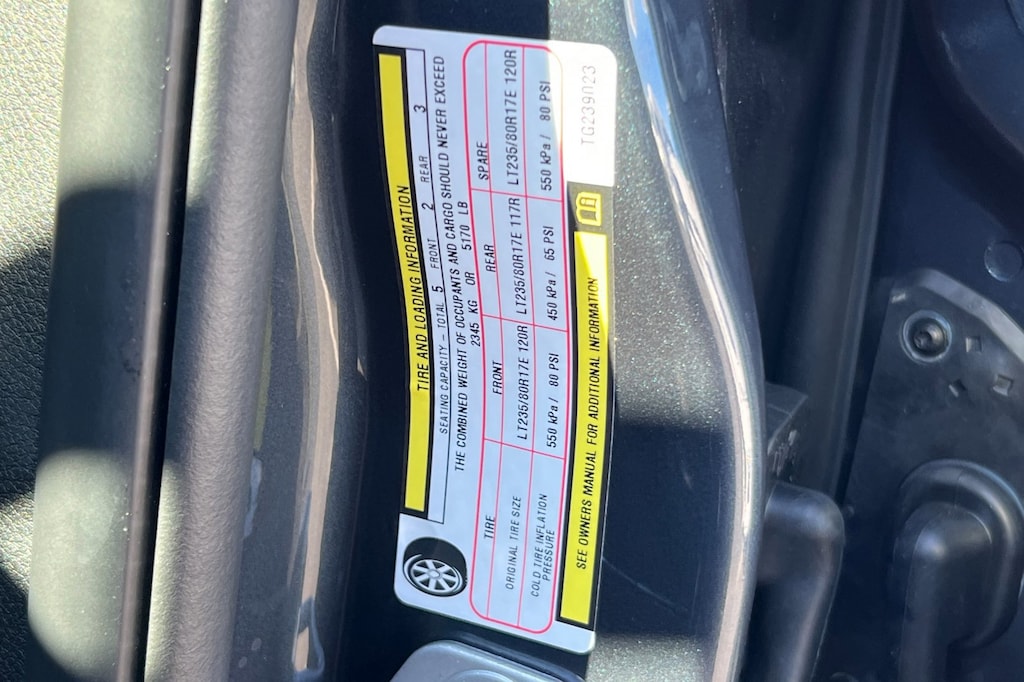 TIRE AND LOADING INFORMATION
SEATING CAPACITY – TOTAL 5 FRONT 2 REAR 3
THE COMBINED WEIGHT OF OCCUPANTS AND CARGO SHOULD NEVER EXCEED
2345 KG OR 5170 LB
TIRE FRONT REAR SPARE
ORIGINAL TIRE SIZE LT235/80R17E 120R LT235/80R17E 117R LT235/80R17E 120R
COLD TIRE INFLATION
PRESSURE 550 kPa / 80 PSI 450 kPa / 65 PSI 550 kPa / 80 PSI
SEE OWNERS MANUAL FOR ADDITIONAL INFORMATION
TG239023